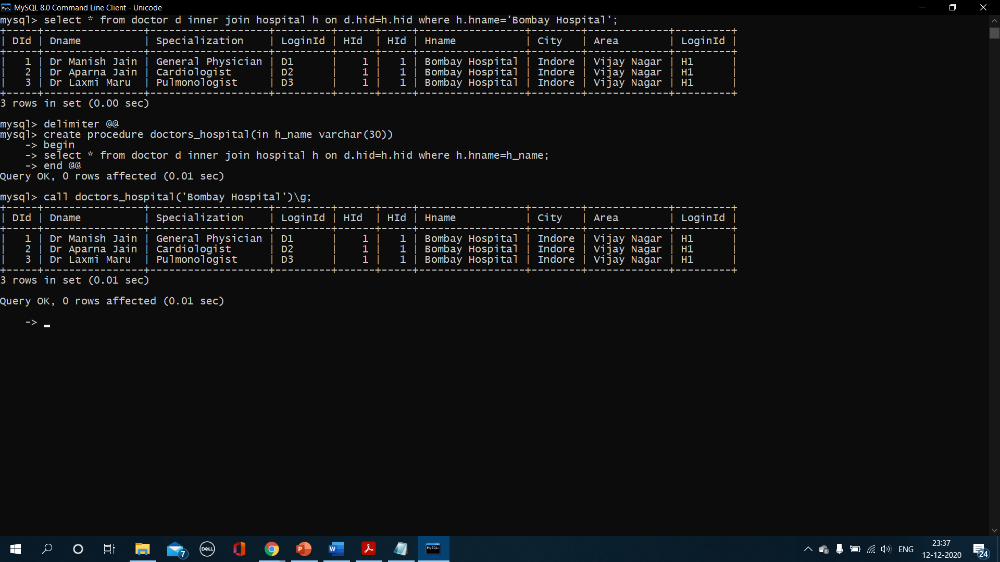 MySQL 8.0 Command Line Client - Unicode
mysql> select * from doctor d inner join hospital h on d.hid=h.hid where h.hname='Bombay Hospital';
+-----+----------------+-------------------+---------+------+-----+-----------------+--------+-------------+---------+
| DId | Dname          | Specialization    | LoginId | HId  | HId | Hname           | City   | Area        | LoginId |
+-----+----------------+-------------------+---------+------+-----+-----------------+--------+-------------+---------+
|   1 | Dr Manish Jain | General Physician | D1      |    1 |   1 | Bombay Hospital | Indore | Vijay Nagar | H1      |
|   2 | Dr Aparna Jain | Cardiologist      | D2      |    1 |   1 | Bombay Hospital | Indore | Vijay Nagar | H1      |
|   3 | Dr Laxmi Maru  | Pulmonologist     | D3      |    1 |   1 | Bombay Hospital | Indore | Vijay Nagar | H1      |
+-----+----------------+-------------------+---------+------+-----+-----------------+--------+-------------+---------+
3 rows in set (0.00 sec)

mysql> delimiter @@
mysql> create procedure doctors_hospital(in h_name varchar(30))
    -> begin
    -> select * from doctor d inner join hospital h on d.hid=h.hid where h.hname=h_name;
    -> end @@
Query OK, 0 rows affected (0.01 sec)

mysql> call doctors_hospital('Bombay Hospital')\g;
+-----+----------------+-------------------+---------+------+-----+-----------------+--------+-------------+---------+
| DId | Dname          | Specialization    | LoginId | HId  | HId | Hname           | City   | Area        | LoginId |
+-----+----------------+-------------------+---------+------+-----+-----------------+--------+-------------+---------+
|   1 | Dr Manish Jain | General Physician | D1      |    1 |   1 | Bombay Hospital | Indore | Vijay Nagar | H1      |
|   2 | Dr Aparna Jain | Cardiologist      | D2      |    1 |   1 | Bombay Hospital | Indore | Vijay Nagar | H1      |
|   3 | Dr Laxmi Maru  | Pulmonologist     | D3      |    1 |   1 | Bombay Hospital | Indore | Vijay Nagar | H1      |
+-----+----------------+-------------------+---------+------+-----+-----------------+--------+-------------+---------+
3 rows in set (0.01 sec)

Query OK, 0 rows affected (0.01 sec)

    -> _
7
DELL
P
W
MySQL
ENG
23:37
12-12-2020
24